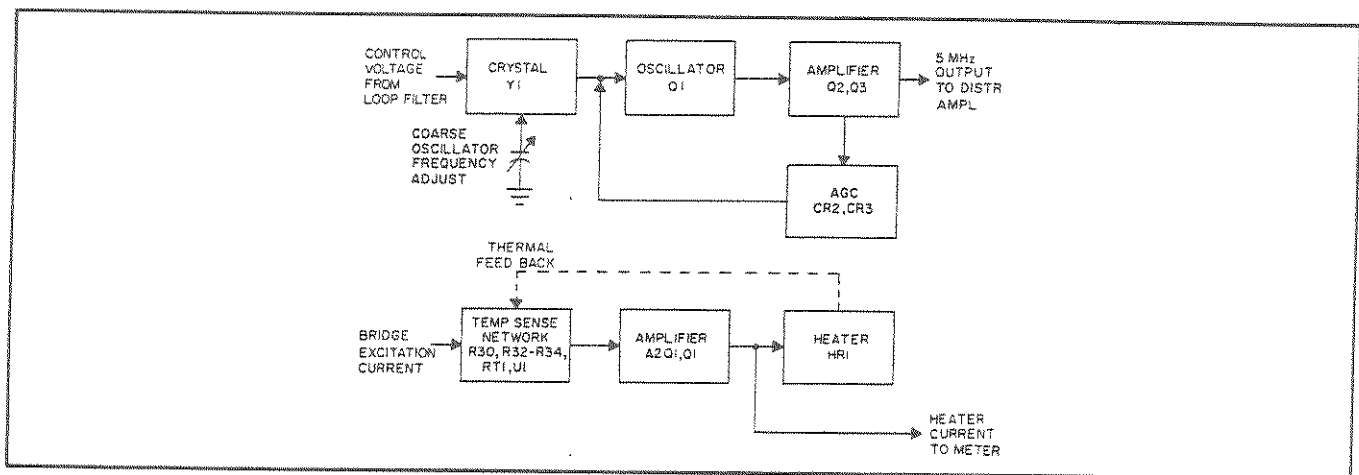 CONTROL
VOLTAGE
FROM
LOOP FILTER
CRYSTAL
Y1
OSCILLATOR
Q1
AMPLIFIER
Q2,Q3
5 MHz
OUTPUT
TO DISTR
AMPL
COARSE
OSCILLATOR
FREQUENCY
ADJUST
AGC
CR2,CR3
THERMAL
FEED BACK
BRIDGE
EXCITATION
CURRENT
TEMP SENSE
NETWORK
R30,R32-R34,
RT1,U1
AMPLIFIER
A2Q1,Q1
HEATER
HR1
HEATER
CURRENT
TO METER